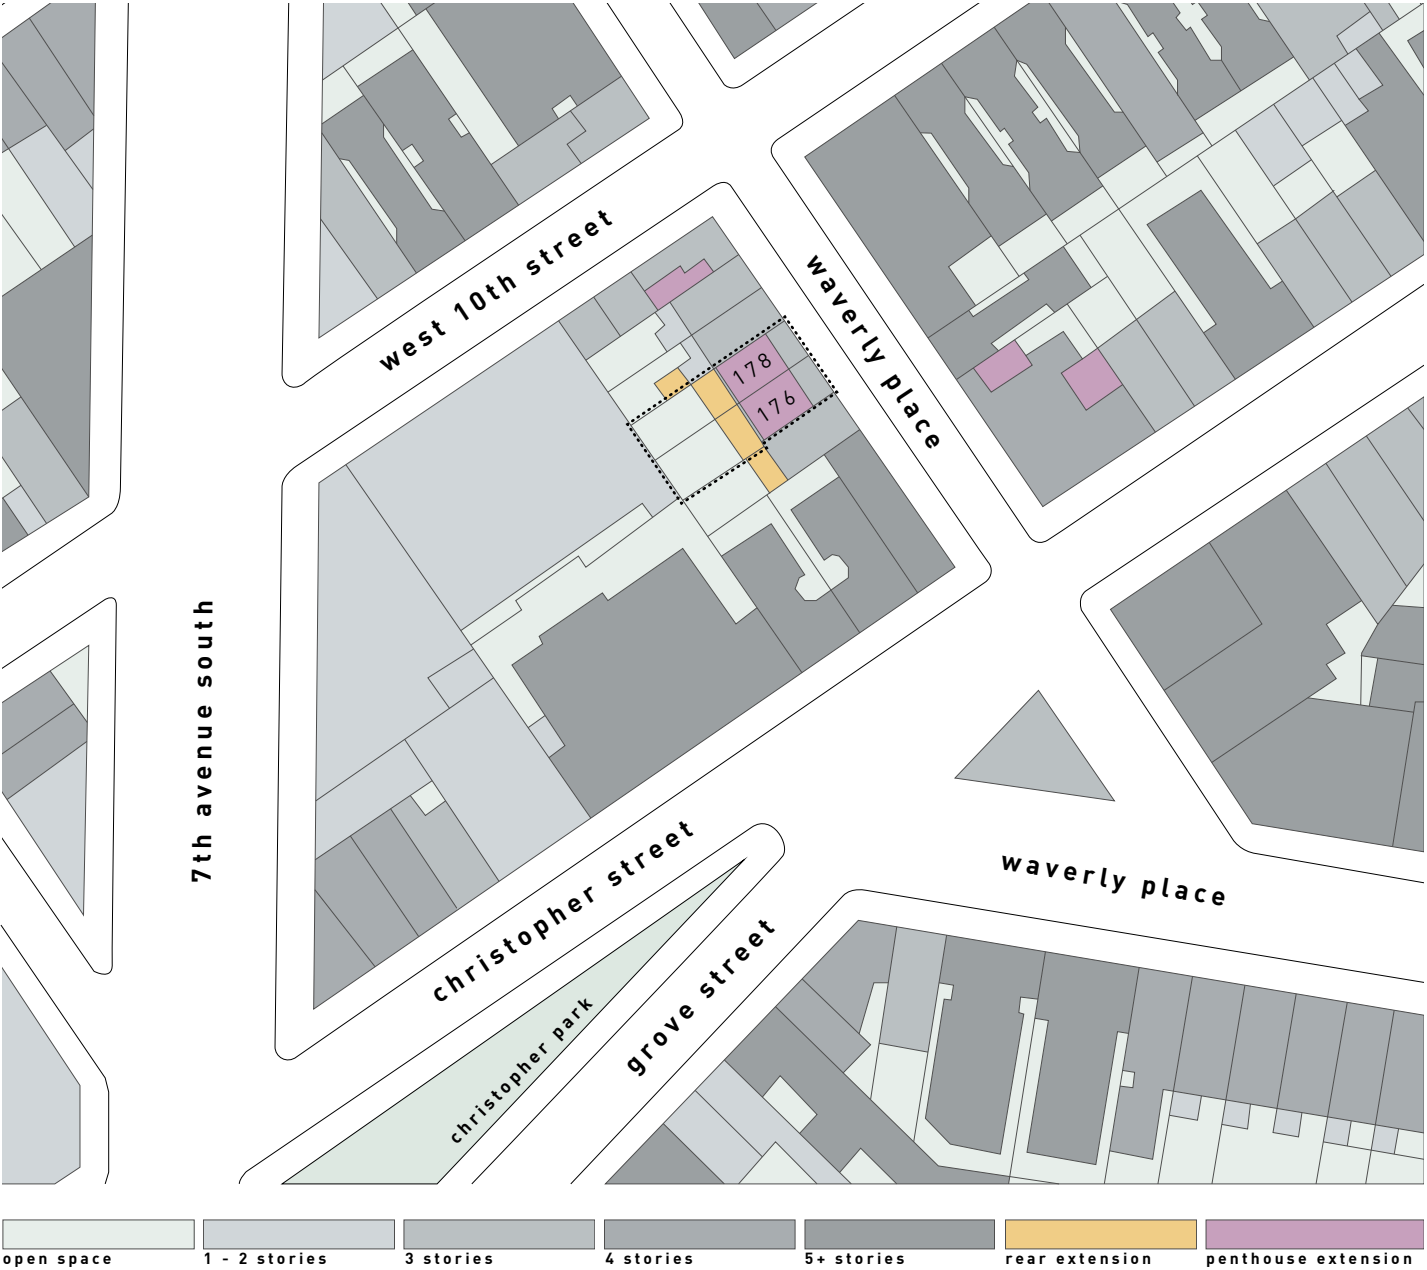 west 10th street
waverly place
178
176
7th avenue south
christopher street
waverly place
christopher park
grove street
open space
1 - 2 stories
3 stories
4 stories
5+ stories
rear extension
penthouse extension